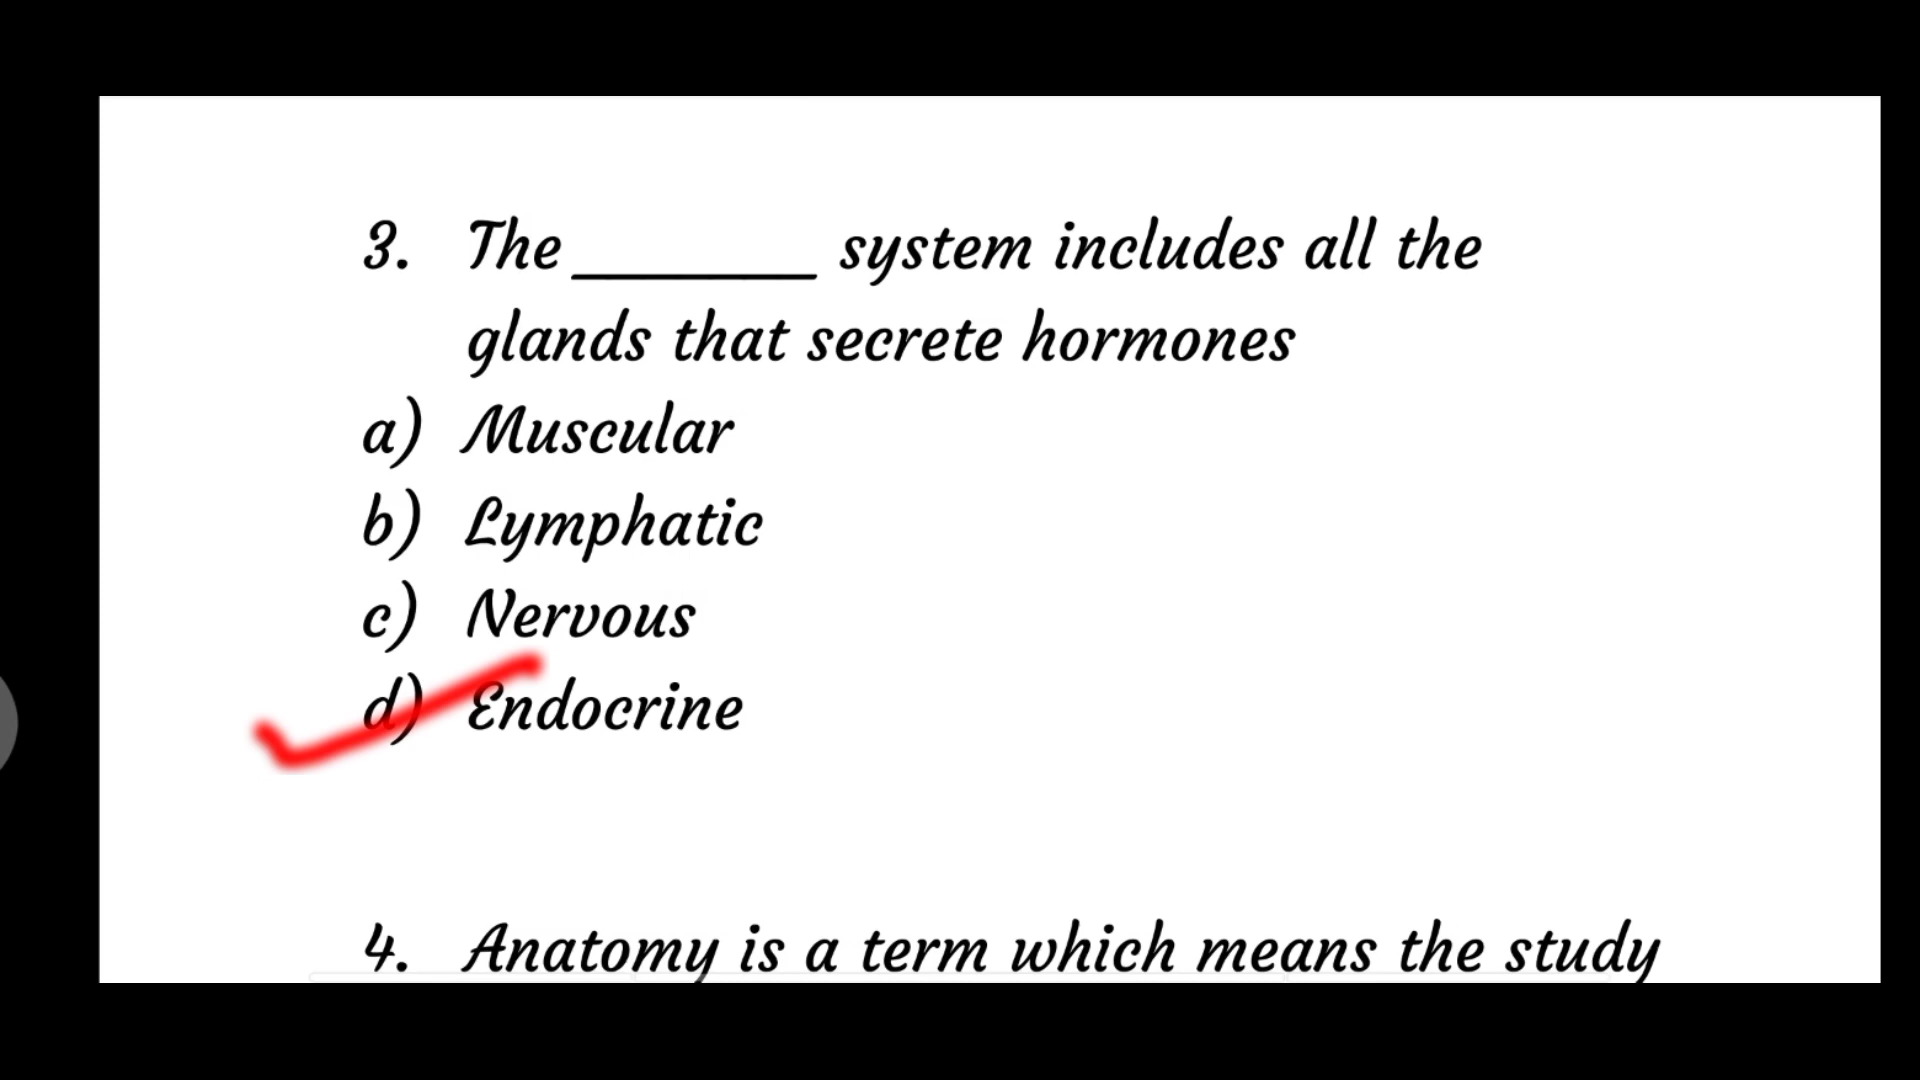 3. The ________ system includes all the
glands that secrete hormones
a) Muscular
b) Lymphatic
c) Nervous
d) Endocrine
4. Anatomy is a term which means the study